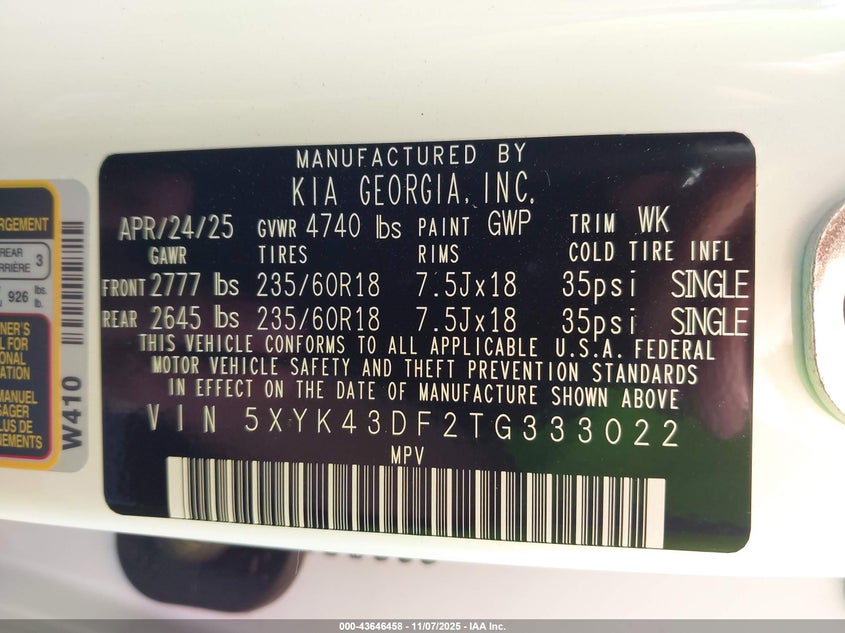 MANUFACTURED BY
KIA GEORGIA, INC.
APR/24/25 GVWR 4740 lbs PAINT GWP TRIM WK
GAWR TIRES RIMS COLD TIRE INFL
FRONT 2777 lbs 235/60R18 7.5Jx18 35psi SINGLE
REAR 2645 lbs 235/60R18 7.5Jx18 35psi SINGLE
THIS VEHICLE CONFORMS TO ALL APPLICABLE U.S.A. FEDERAL
MOTOR VEHICLE SAFETY AND THEFT PREVENTION STANDARDS
IN EFFECT ON THE DATE OF MANUFACTURE SHOWN ABOVE
VIN 5XYK43DF2TG333022
MPV
REAR
3
926 lbs.
W410
000-43646458 - 11/07/2025 - IAA Inc.